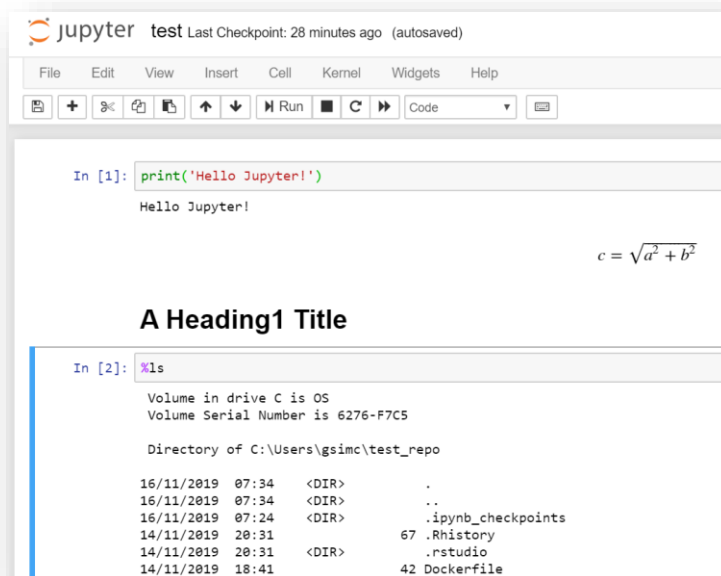 jupyter test Last Checkpoint: 28 minutes ago (autosaved)
File Edit View Insert Cell Kernel Widgets Help
Run Code
In [1]: print('Hello Jupyter!')
Hello Jupyter!
c = √a² + b²
A Heading1 Title
In [2]: %ls
Volume in drive C is OS
Volume Serial Number is 6276-F7C5
Directory of C:\Users\gsimc\test_repo
16/11/2019 07:34 <DIR> .
16/11/2019 07:34 <DIR> ..
16/11/2019 07:24 <DIR> .ipynb_checkpoints
14/11/2019 20:31 67 .Rhistory
14/11/2019 20:31 <DIR> .rstudio
14/11/2019 18:41 42 Dockerfile